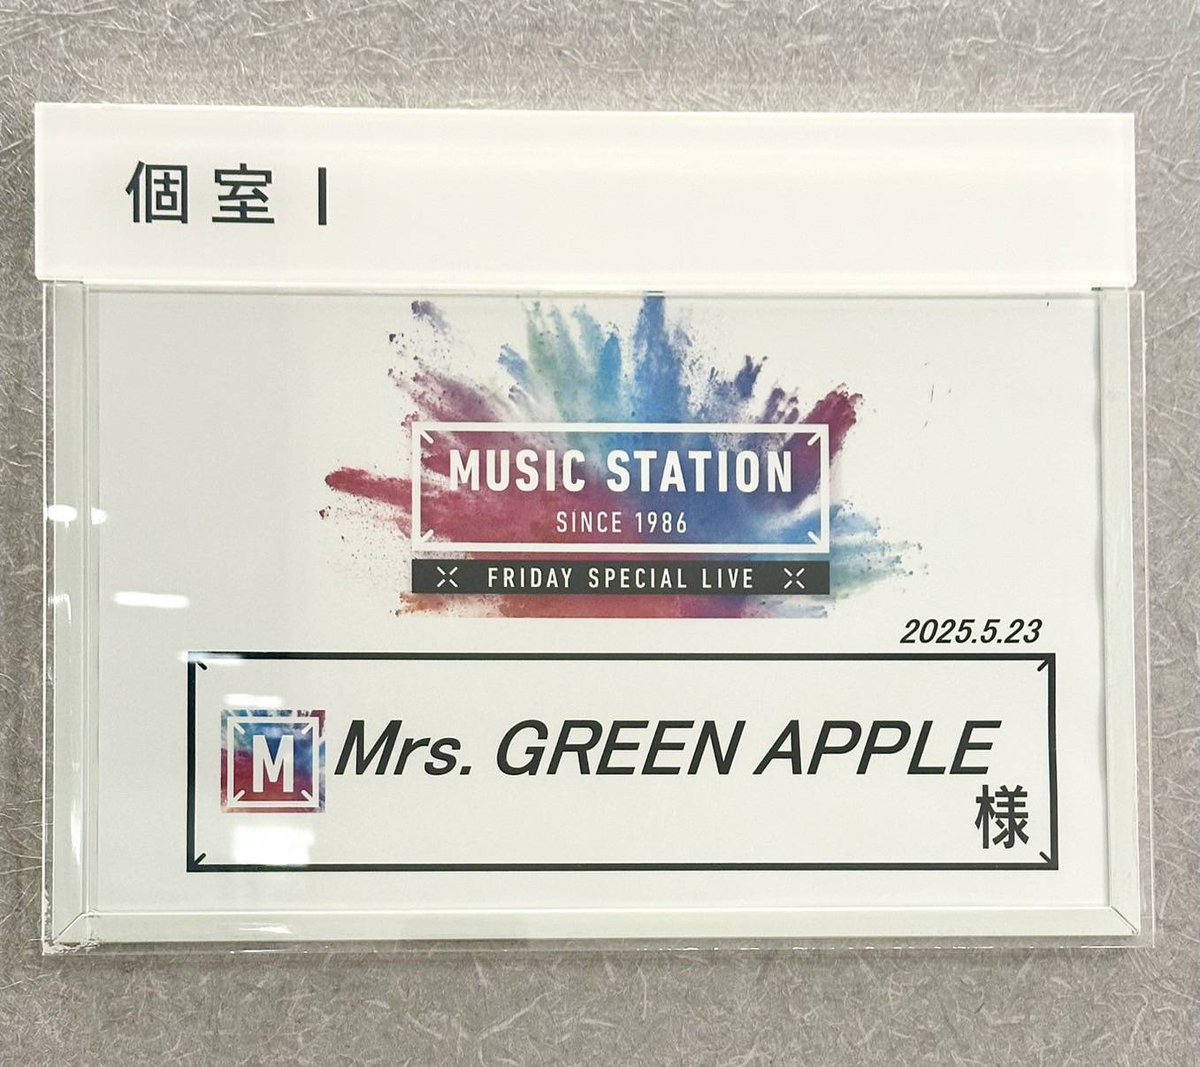 個室 I
MUSIC STATION
SINCE 1986
FRIDAY SPECIAL LIVE
2025.5.23
M
Mrs. GREEN APPLE
様